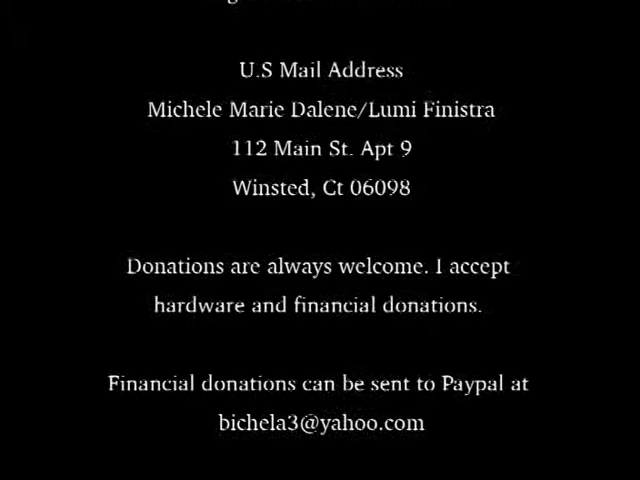 U.S Mail Address
Michele Marie Dalene/Lumi Finistra
112 Main St. Apt 9
Winsted, Ct 06098
Donations are always welcome. I accept
hardware and financial donations.
Financial donations can be sent to Paypal at
bichela3@yahoo.com